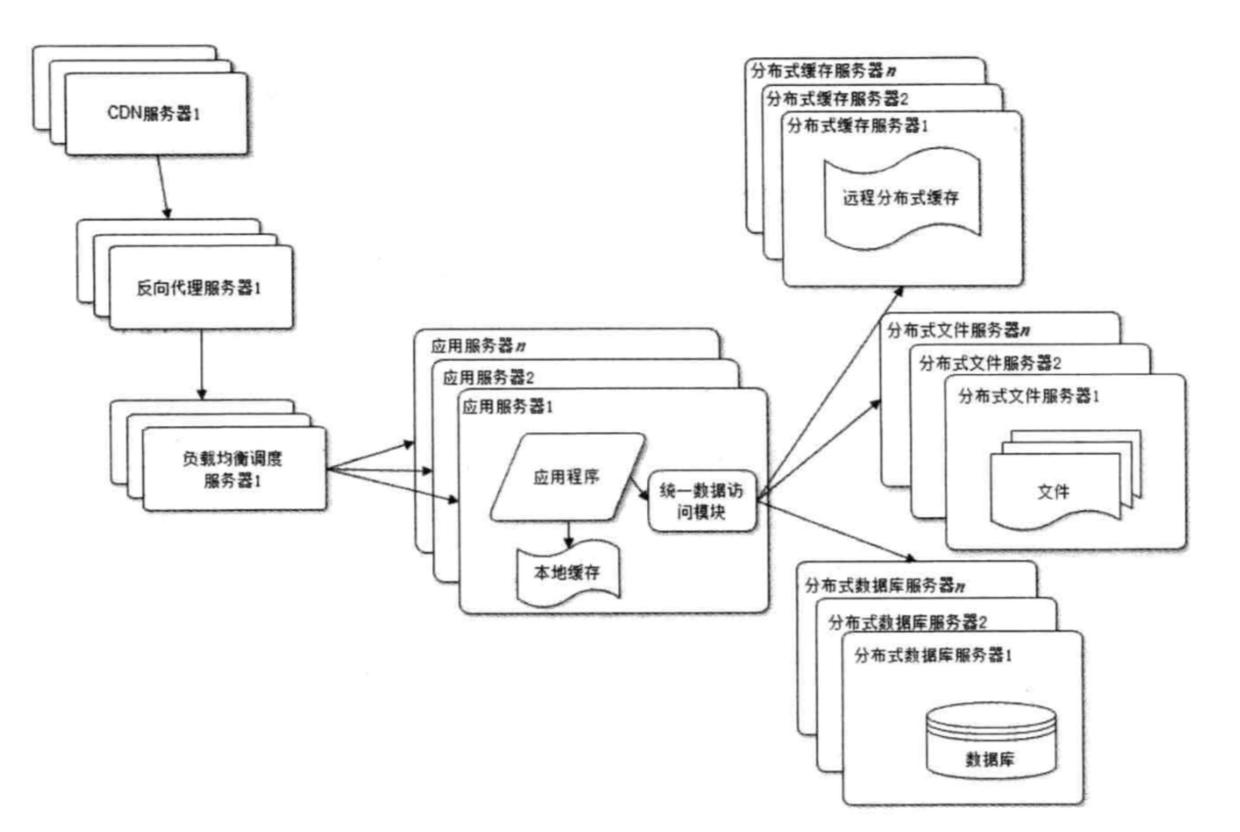 CDN服务器1
反向代理服务器1
负载均衡调度
服务器1
应用服务器n
应用服务器2
应用服务器1
应用程序
统一数据访
问模块
本地缓存
分布式缓存服务器n
分布式缓存服务器2
分布式缓存服务器1
远程分布式缓存
分布式文件服务器n
分布式文件服务器2
分布式文件服务器1
文件
分布式数据库服务器n
分布式数据库服务器2
分布式数据库服务器1
数据库